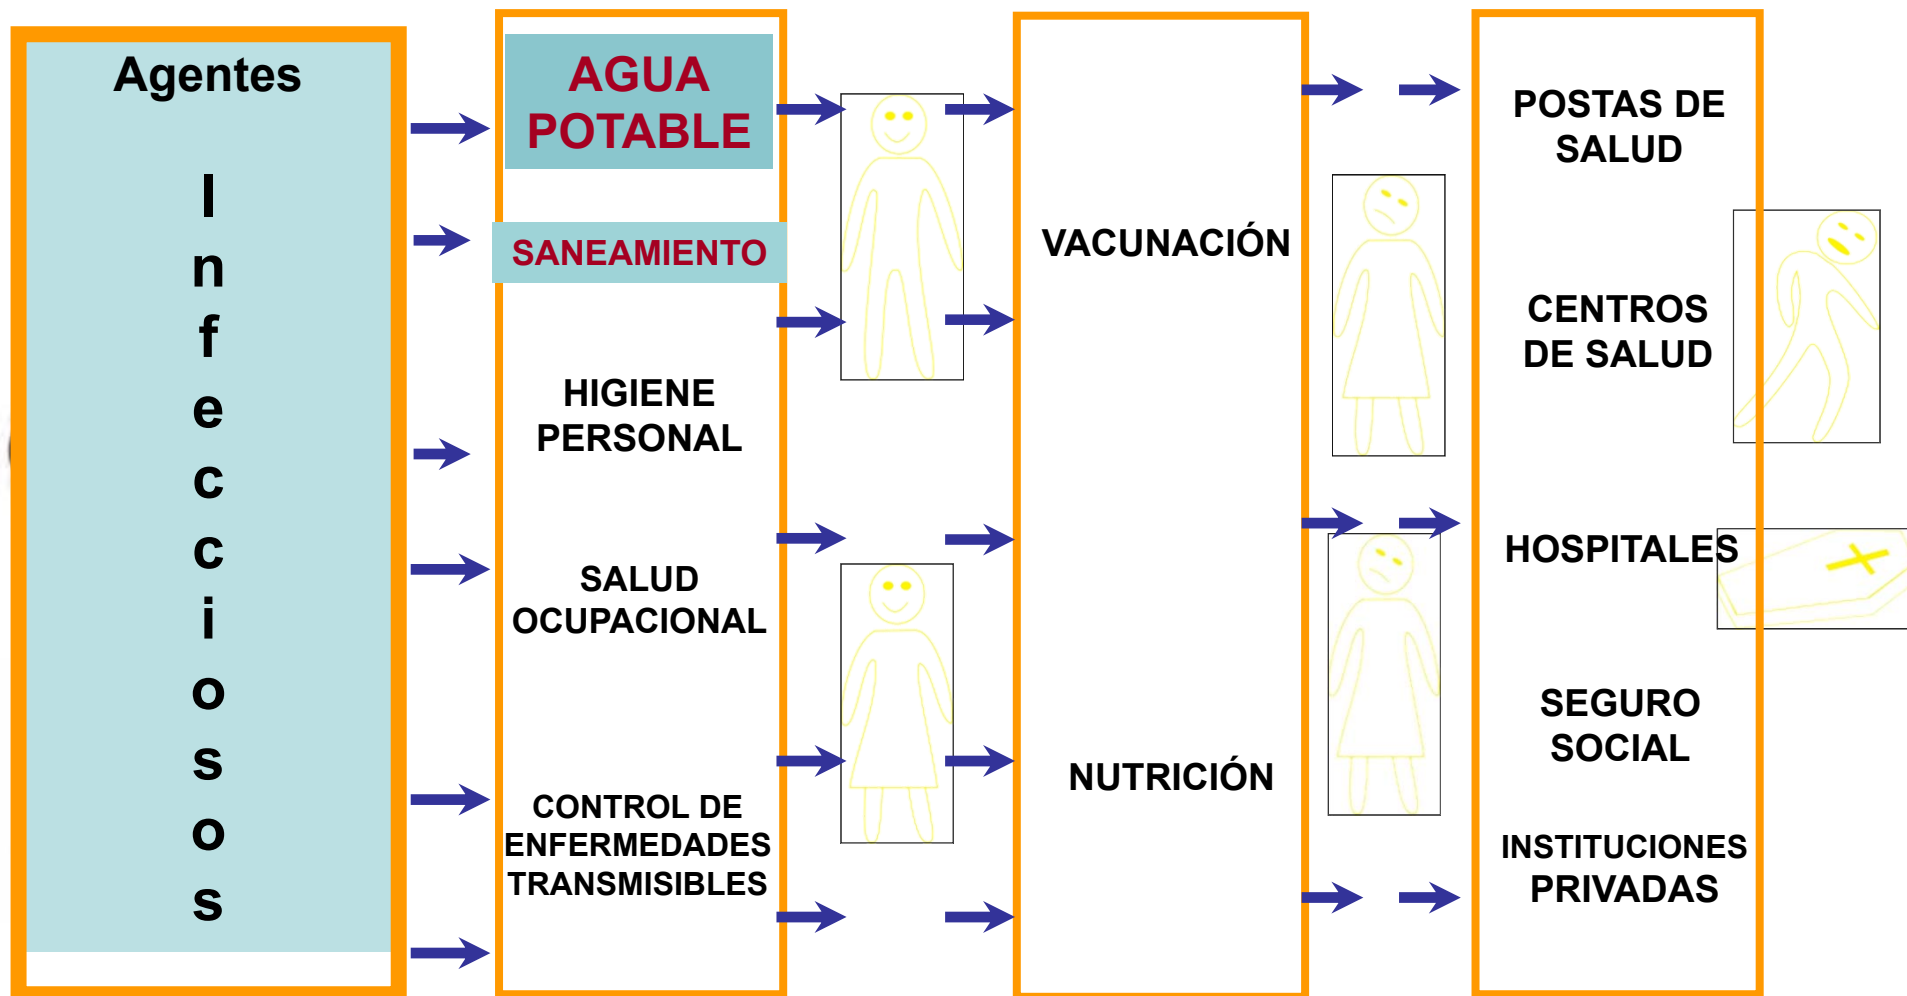 Agentes
I
n
f
e
c
c
i
o
s
o
s
AGUA
POTABLE
SANEAMIENTO
HIGIENE
PERSONAL
SALUD
OCUPACIONAL
CONTROL DE
ENFERMEDADES
TRANSMISIBLES
VACUNACIÓN
NUTRICIÓN
POSTAS DE
SALUD
CENTROS
DE SALUD
HOSPITALES
SEGURO
SOCIAL
INSTITUCIONES
PRIVADAS